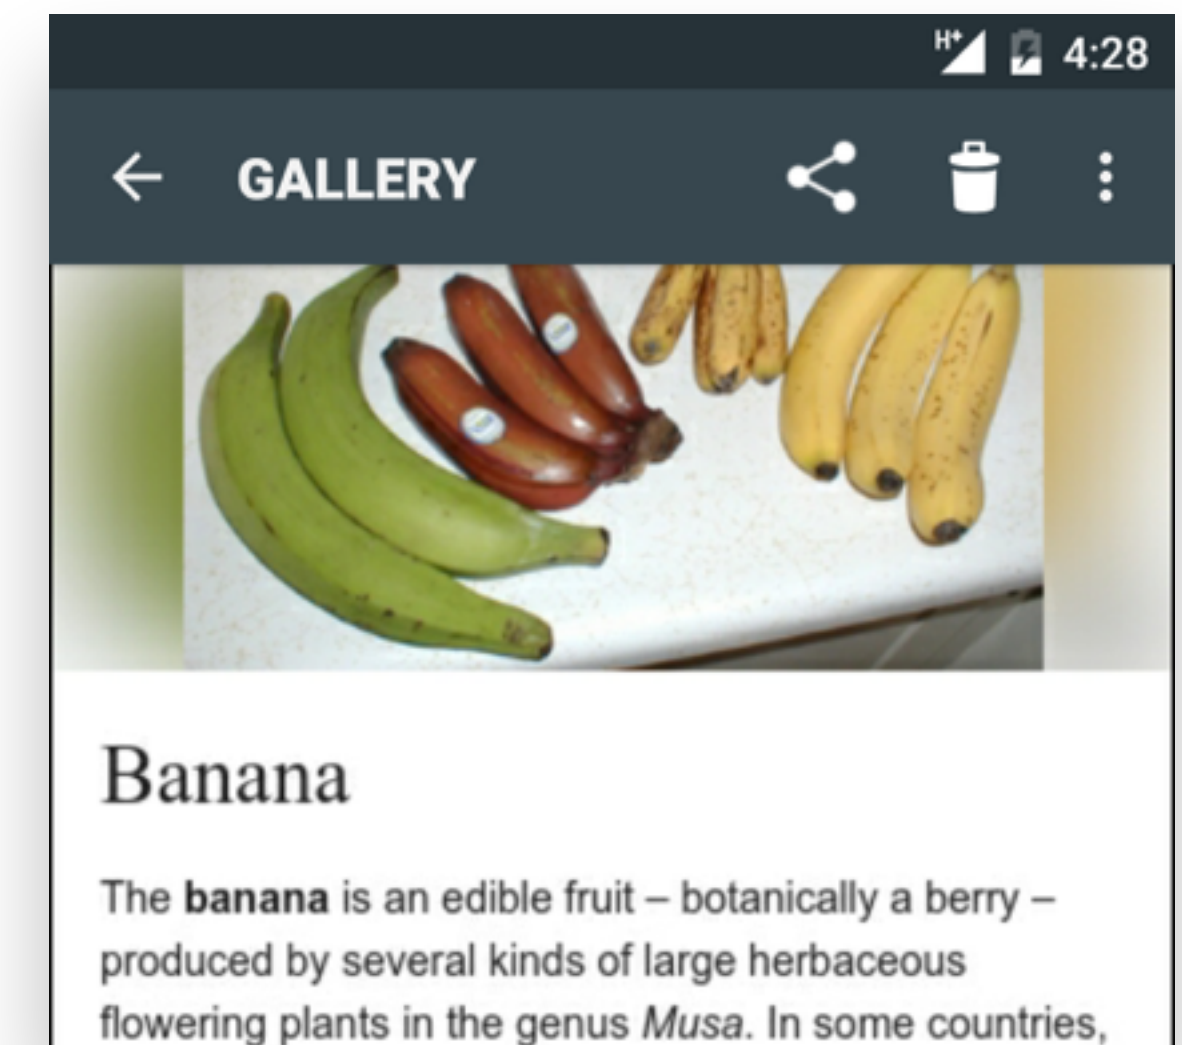 H+ 4:28
GALLERY
Banana
The banana is an edible fruit – botanically a berry –
produced by several kinds of large herbaceous
flowering plants in the genus Musa. In some countries,